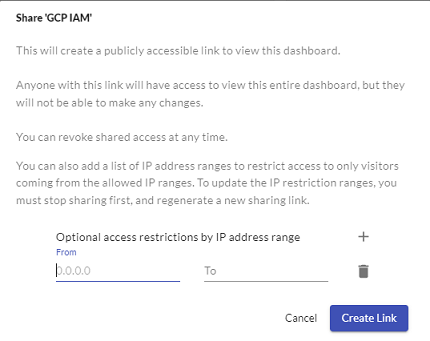 Share 'GCP IAM'
This will create a publicly accessible link to view this dashboard.
Anyone with this link will have access to view this entire dashboard, but they
will not be able to make any changes.
You can revoke shared access at any time.
You can also add a list of IP address ranges to restrict access to only visitors
coming from the allowed IP ranges. To update the IP restriction ranges, you
must stop sharing first, and regenerate a new sharing link.
Optional access restrictions by IP address range +
From
0.0.0.0 To
Cancel Create Link